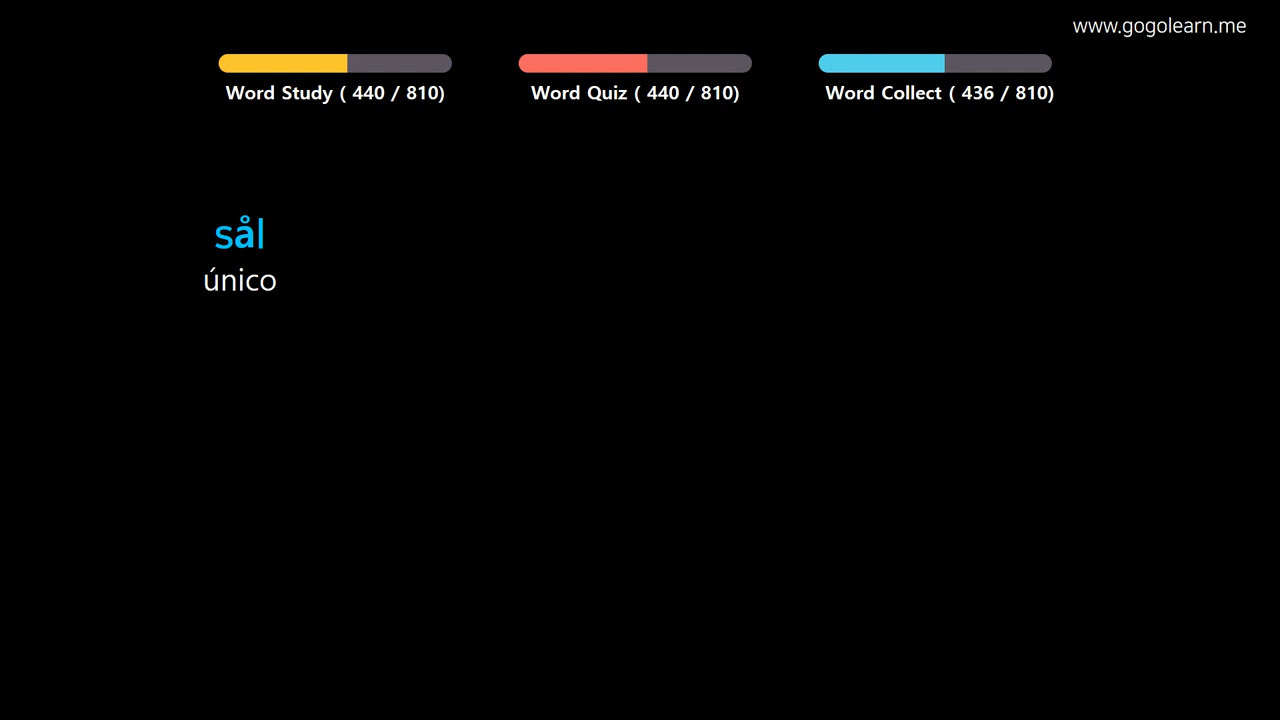 www.gogolearn.me
Word Study ( 440 / 810)
Word Quiz ( 440 / 810)
Word Collect ( 436 / 810)
sål
único